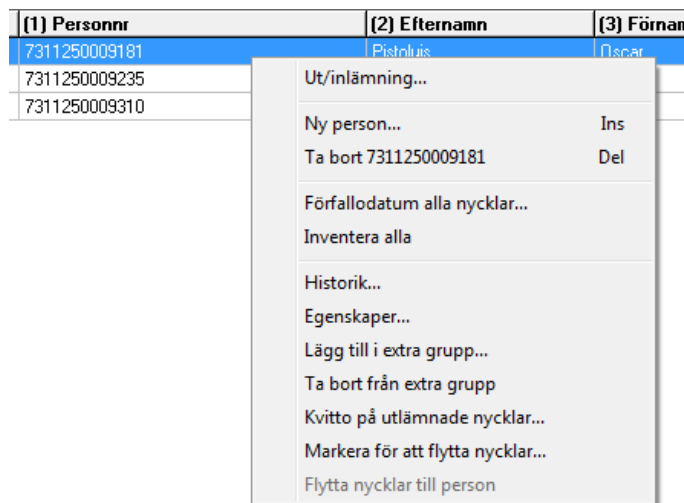 (1) Personnr (2) Efternamn (3) Förnam
7311250009181 Pistoluis Oscar
7311250009235
7311250009310
Ut/inlämning...
Ny person... Ins
Ta bort 7311250009181 Del
Förfallodatum alla nycklar...
Inventera alla
Historik...
Egenskaper...
Lägg till i extra grupp...
Ta bort från extra grupp
Kvitto på utlämnade nycklar...
Markera för att flytta nycklar...
Flytta nycklar till person